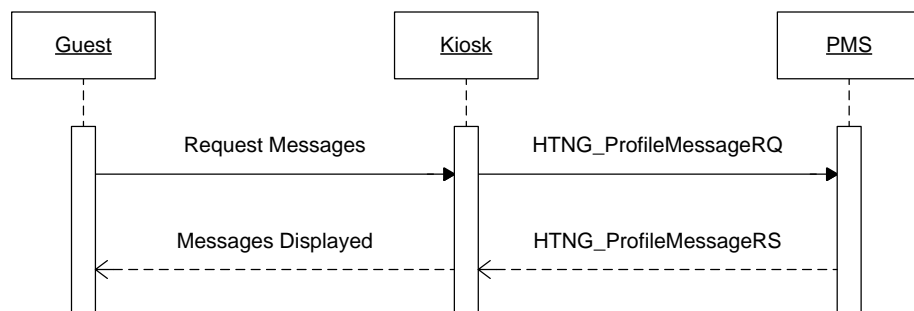 Guest
Kiosk
PMS
Request Messages
HTNG_ProfileMessageRQ
Messages Displayed
HTNG_ProfileMessageRS